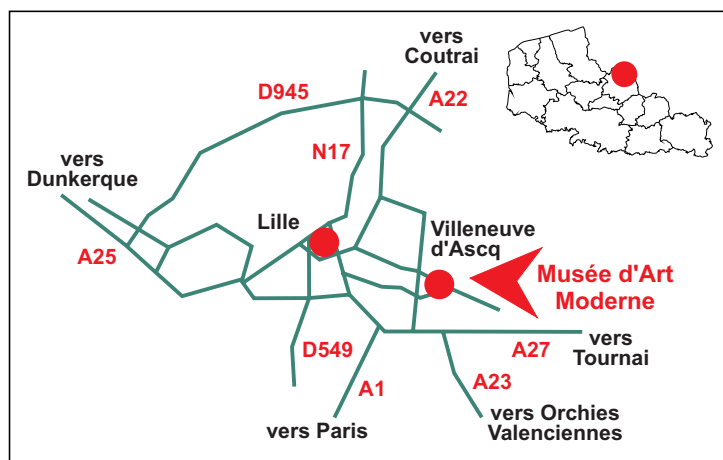 vers
Coutrai
D945
A22
N17
vers
Dunkerque
Lille
Villeneuve
d'Ascq
A25
Musée d'Art
Moderne
D549
A27
vers
Tournai
A1
A23
vers Paris
vers Orchies
Valenciennes